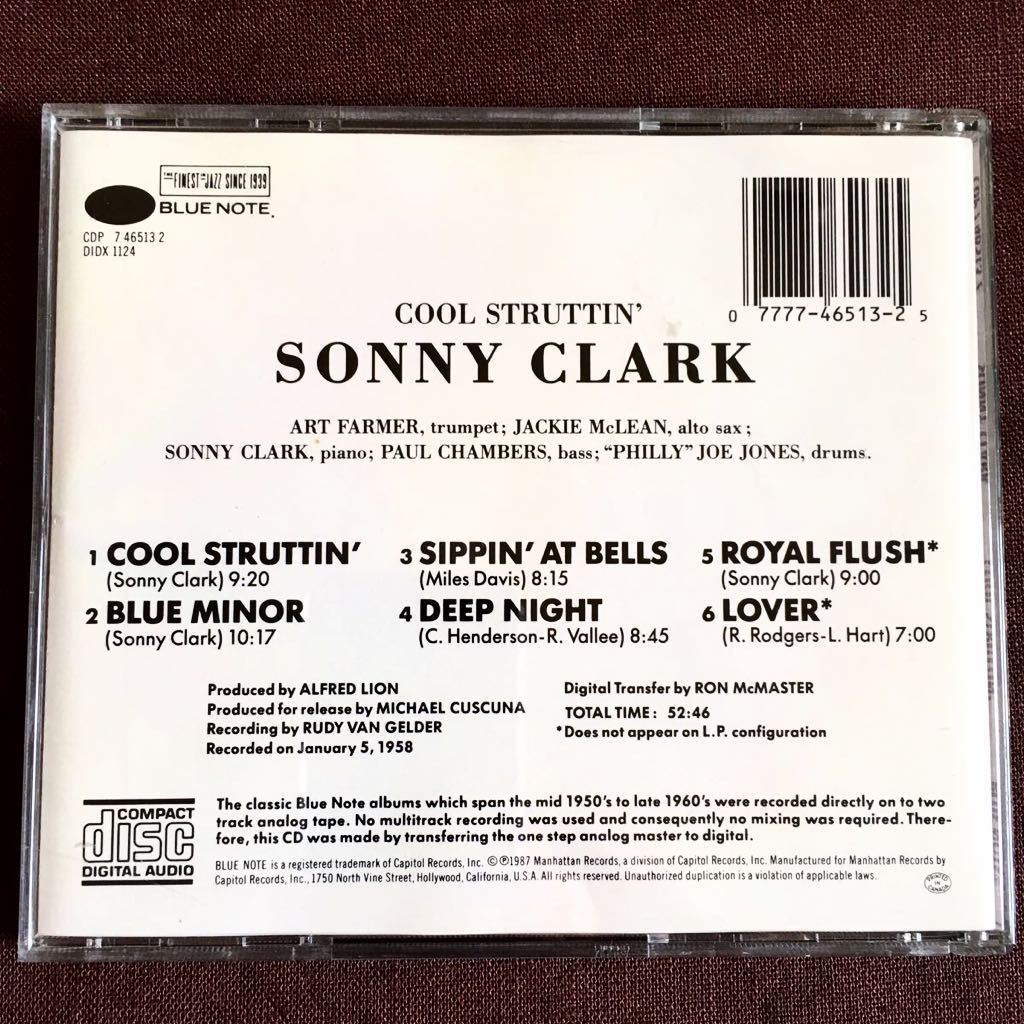 THE FINEST IN JAZZ SINCE 1939
BLUE NOTE.
CDP 7 46513 2
DIDX 1124
0 7777-46513-2 5
COOL STRUTTIN'
SONNY CLARK
ART FARMER, trumpet; JACKIE McLEAN, alto sax;
SONNY CLARK, piano; PAUL CHAMBERS, bass; "PHILLY" JOE JONES, drums.
1 COOL STRUTTIN'
(Sonny Clark) 9:20
2 BLUE MINOR
(Sonny Clark) 10:17
3 SIPPIN' AT BELLS
(Miles Davis) 8:15
4 DEEP NIGHT
(C. Henderson-R. Vallee) 8:45
5 ROYAL FLUSH*
(Sonny Clark) 9:00
6 LOVER*
(R. Rodgers-L. Hart) 7:00
Produced by ALFRED LION
Produced for release by MICHAEL CUSCUNA
Recording by RUDY VAN GELDER
Recorded on January 5, 1958
Digital Transfer by RON McMASTER
TOTAL TIME: 52:46
*Does not appear on L.P. configuration
COMPACT
disc
DIGITAL AUDIO
The classic Blue Note albums which span the mid 1950's to late 1960's were recorded directly on to two
track analog tape. No multitrack recording was used and consequently no mixing was required. There-
fore, this CD was made by transferring the one step analog master to digital.
BLUE NOTE is a registered trademark of Capitol Records, Inc. ©℗1987 Manhattan Records, a division of Capitol Records, Inc. Manufactured for Manhattan Records by
Capitol Records, Inc., 1750 North Vine Street, Hollywood, California, U.S.A. All rights reserved. Unauthorized duplication is a violation of applicable laws.
PRINTED
IN
CANADA